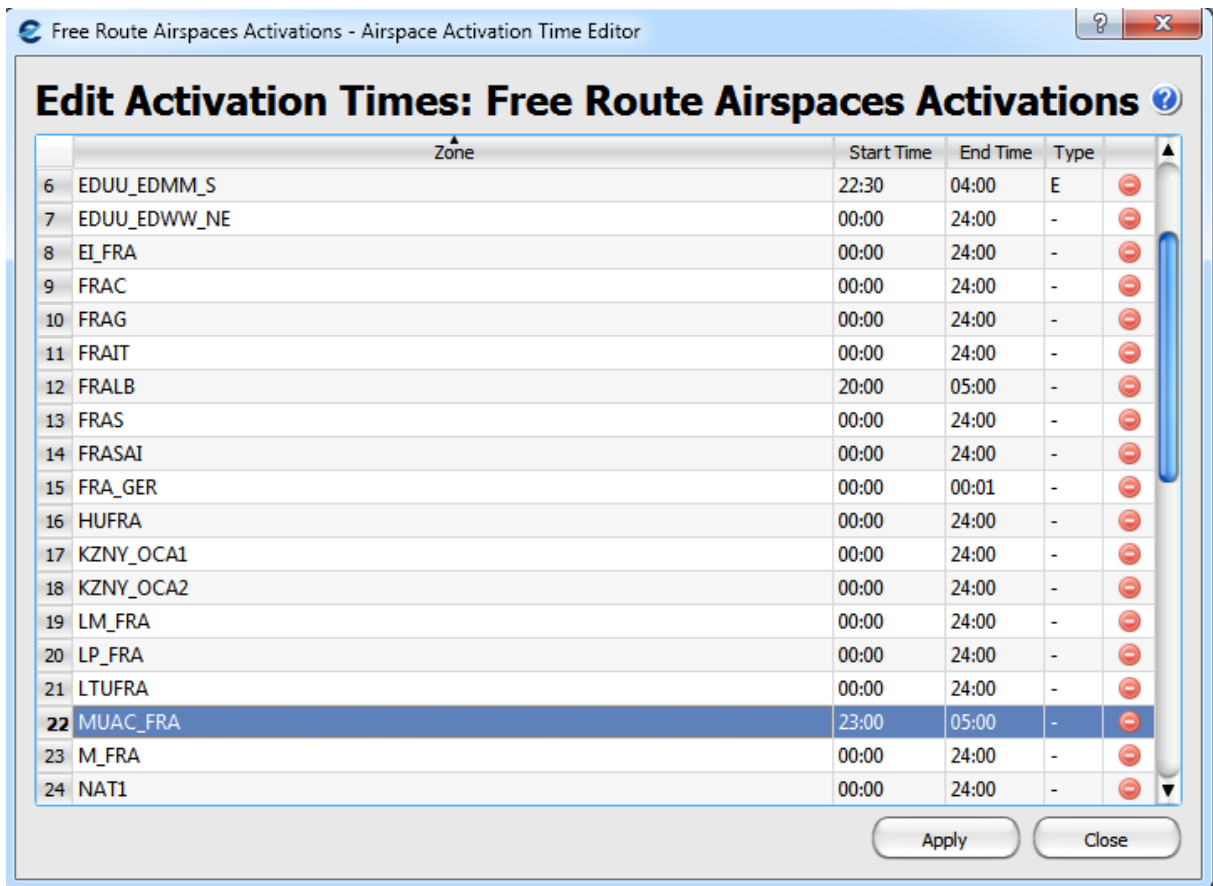 Free Route Airspaces Activations - Airspace Activation Time Editor
Edit Activation Times: Free Route Airspaces Activations
Zone Start Time End Time Type
6 EDUU_EDMM_S 22:30 04:00 E
7 EDUU_EDWW_NE 00:00 24:00 -
8 EI_FRA 00:00 24:00 -
9 FRAC 00:00 24:00 -
10 FRAG 00:00 24:00 -
11 FRAIT 00:00 24:00 -
12 FRALB 20:00 05:00 -
13 FRAS 00:00 24:00 -
14 FRASAI 00:00 24:00 -
15 FRA_GER 00:00 00:01 -
16 HUFRA 00:00 24:00 -
17 KZNY_OCA1 00:00 24:00 -
18 KZNY_OCA2 00:00 24:00 -
19 LM_FRA 00:00 24:00 -
20 LP_FRA 00:00 24:00 -
21 LTUFRA 00:00 24:00 -
22 MUAC_FRA 23:00 05:00 -
23 M_FRA 00:00 24:00 -
24 NAT1 00:00 24:00 -
Apply Close